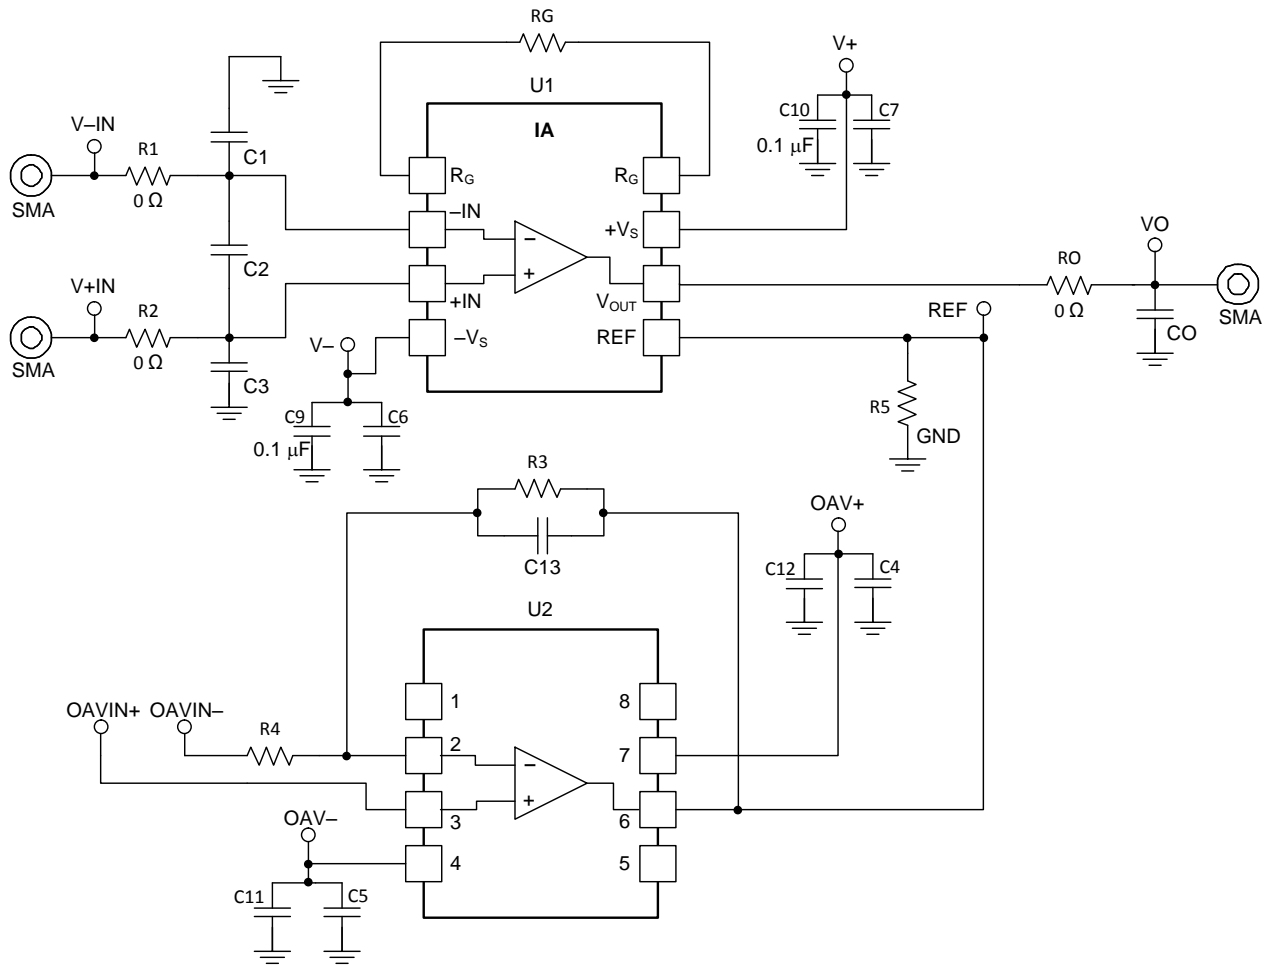 RG
V+
U1
C10
C7
IA
0.1 μF
V–IN
R1
C1
RG
RG
0 Ω
SMA
–IN
+VS
VO
C2
RO
V+IN
R2
+IN
VOUT
REF
0 Ω
SMA
0 Ω
SMA
V–
–VS
REF
CO
C3
R5
C9
C6
GND
0.1 μF
R3
OAV+
C13
C12
C4
U2
1
8
OAVIN+
OAVIN–
R4
2
7
–
+
3
6
OAV–
4
5
C11
C5